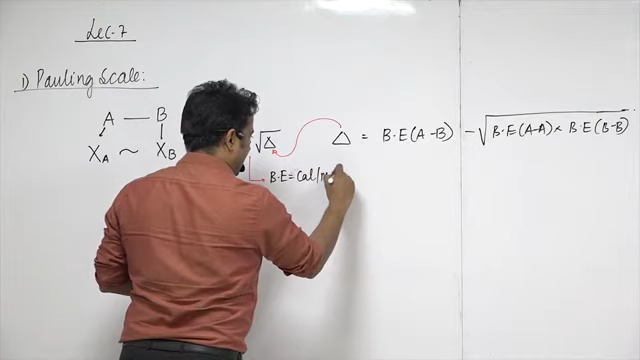 Lec-7
1) Pauling Scale:-
A — B
X_A ~ X_B √Δ Δ = B.E(A-B) - √B.E(A-A) × B.E(B-B)
B.E = Cal/m